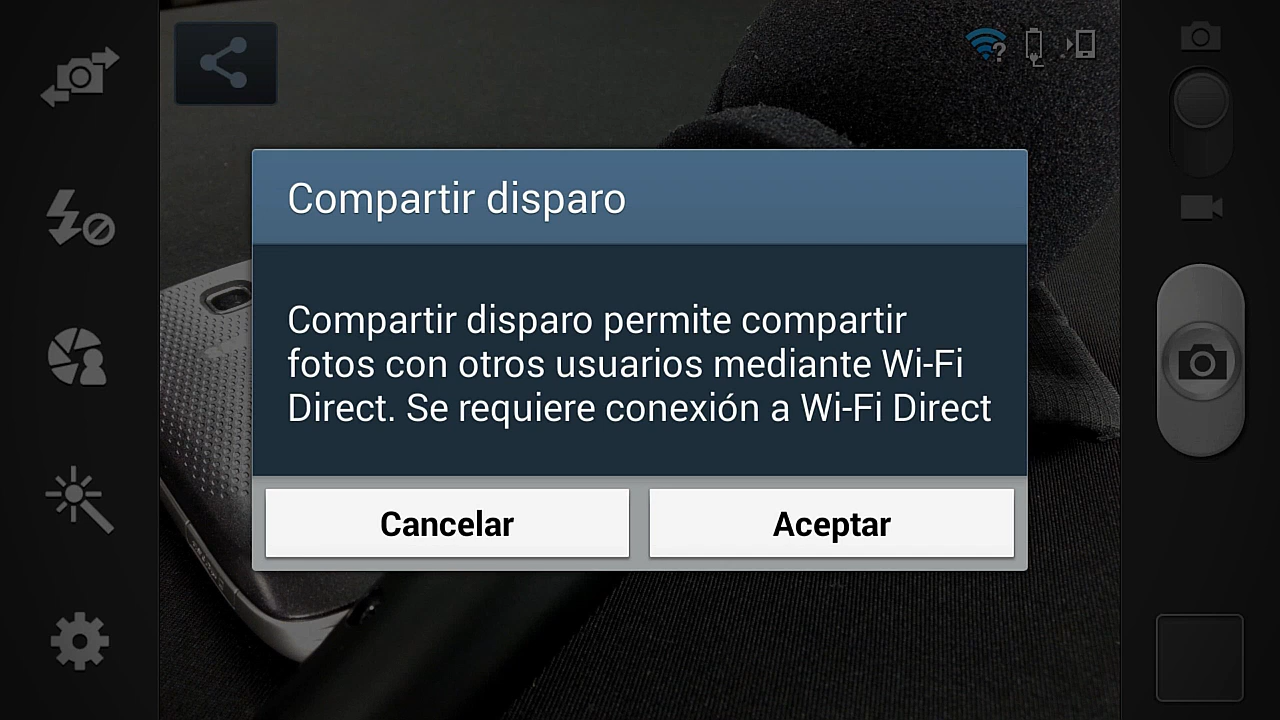 Compartir disparo
Compartir disparo permite compartir
fotos con otros usuarios mediante Wi-Fi
Direct. Se requiere conexión a Wi-Fi Direct
Cancelar
Aceptar